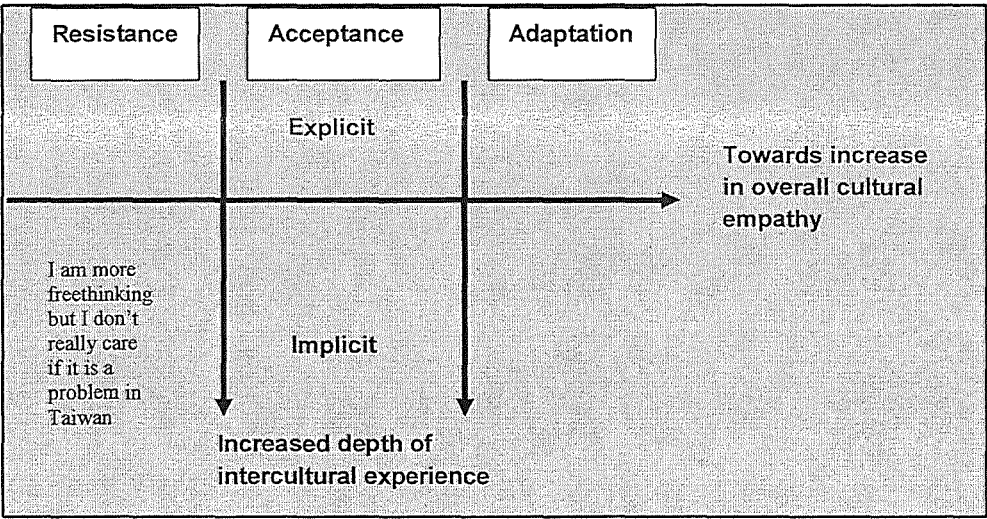 Resistance
Acceptance
Adaptation
Explicit
Towards increase
in overall cultural
empathy
I am more
freethinking
but I don't
really care
if it is a
problem in
Taiwan
Implicit
Increased depth of
intercultural experience